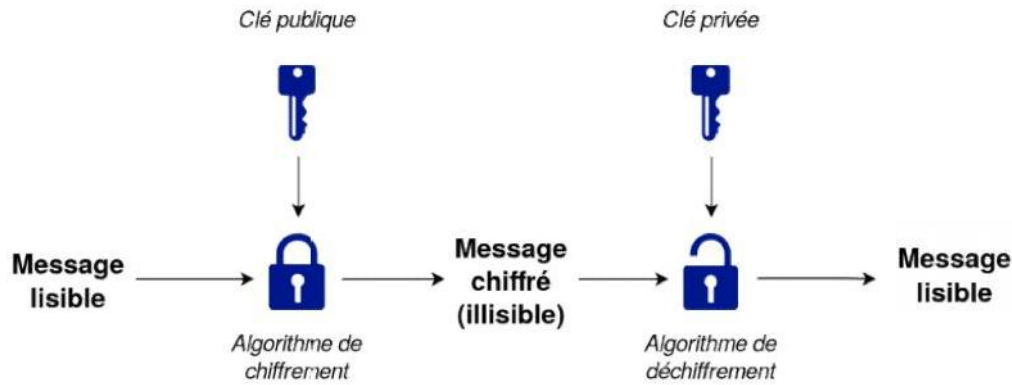 Clé publique
Clé privée
Message
lisible
Message
chiffré
(illisible)
Message
lisible
Algorithme de
chiffrement
Algorithme de
déchiffrement